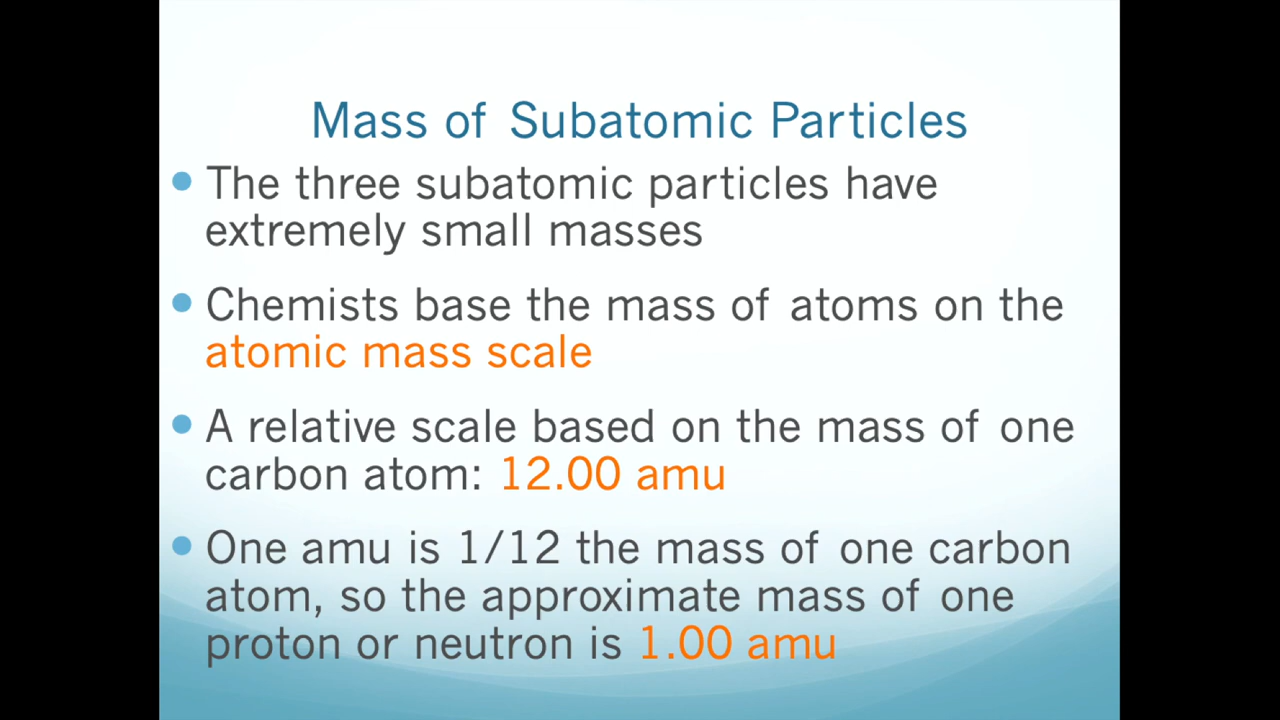 Mass of Subatomic Particles
• The three subatomic particles have
extremely small masses
• Chemists base the mass of atoms on the
atomic mass scale
• A relative scale based on the mass of one
carbon atom: 12.00 amu
• One amu is 1/12 the mass of one carbon
atom, so the approximate mass of one
proton or neutron is 1.00 amu